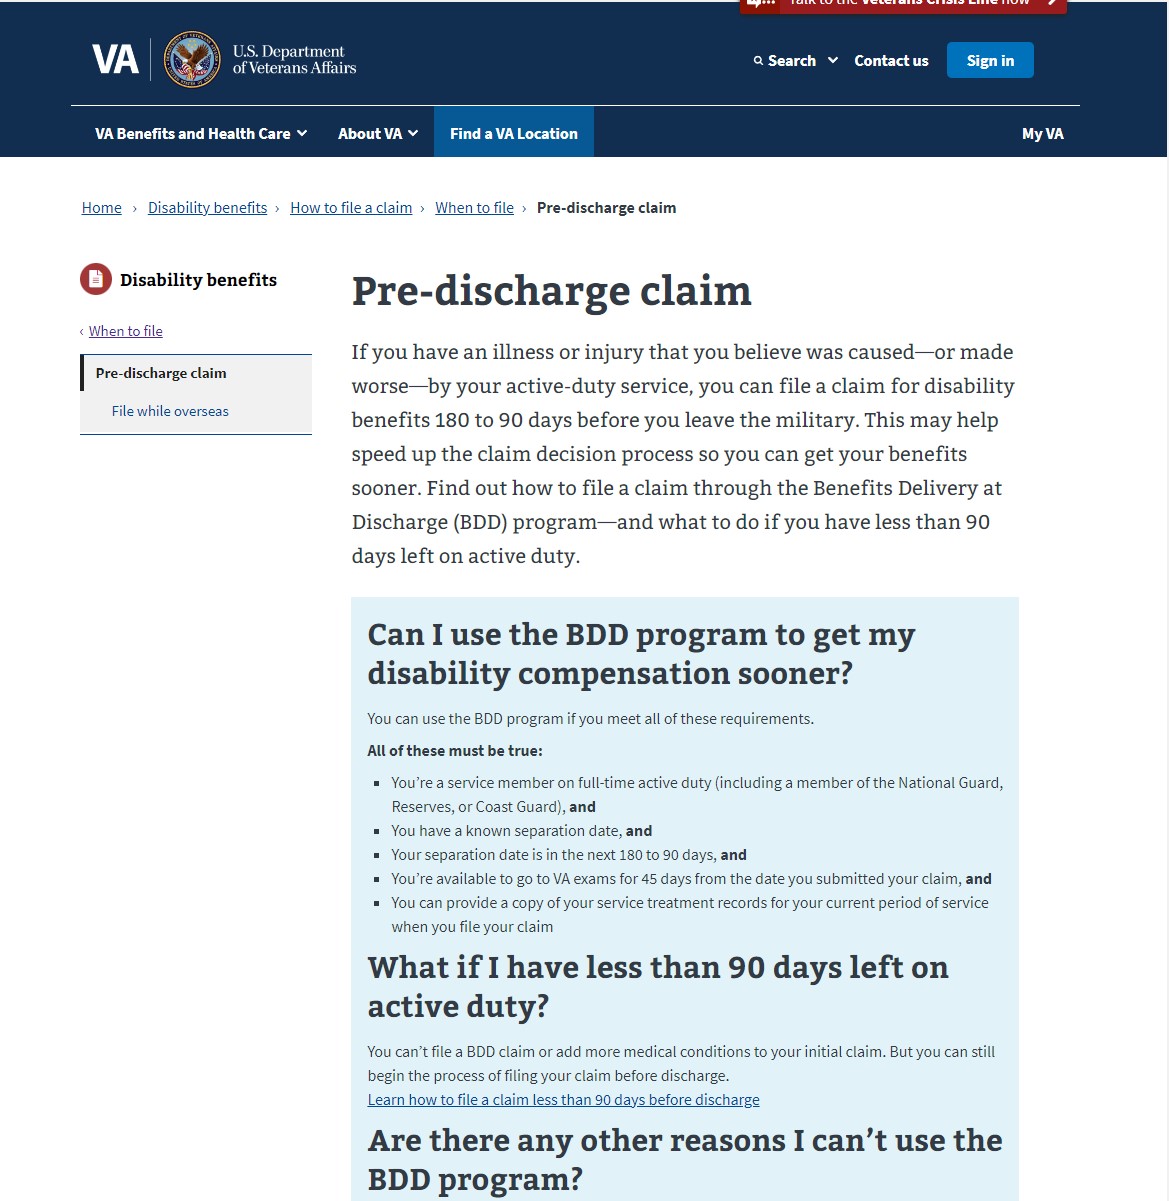 Talk to the Veterans Crisis Line now
VA
U.S. Department
of Veterans Affairs
Search
Contact us
Sign in
VA Benefits and Health Care
About VA
Find a VA Location
My VA
Home › Disability benefits › How to file a claim › When to file › Pre-discharge claim
Disability benefits
‹ When to file
Pre-discharge claim
File while overseas
Pre-discharge claim
If you have an illness or injury that you believe was caused—or made
worse—by your active-duty service, you can file a claim for disability
benefits 180 to 90 days before you leave the military. This may help
speed up the claim decision process so you can get your benefits
sooner. Find out how to file a claim through the Benefits Delivery at
Discharge (BDD) program—and what to do if you have less than 90
days left on active duty.
Can I use the BDD program to get my
disability compensation sooner?
You can use the BDD program if you meet all of these requirements.
All of these must be true:
▪ You’re a service member on full-time active duty (including a member of the National Guard,
Reserves, or Coast Guard), and
▪ You have a known separation date, and
▪ Your separation date is in the next 180 to 90 days, and
▪ You’re available to go to VA exams for 45 days from the date you submitted your claim, and
▪ You can provide a copy of your service treatment records for your current period of service
when you file your claim
What if I have less than 90 days left on
active duty?
You can’t file a BDD claim or add more medical conditions to your initial claim. But you can still
begin the process of filing your claim before discharge.
Learn how to file a claim less than 90 days before discharge
Are there any other reasons I can’t use the
BDD program?